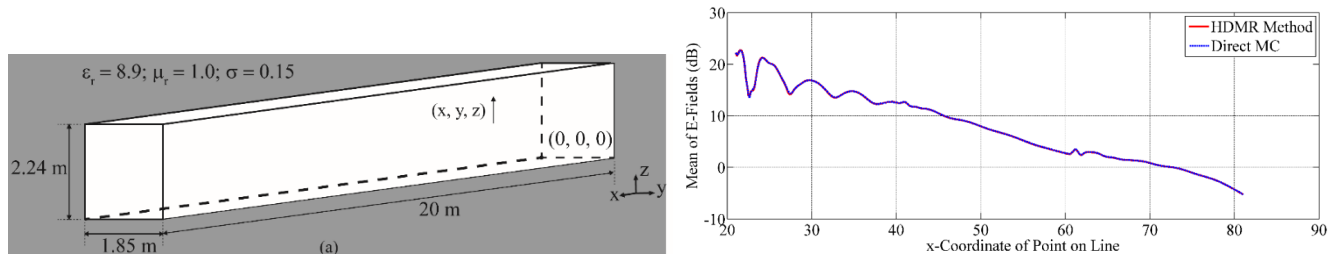 εr = 8.9; μr = 1.0; σ = 0.15
(x, y, z)
(0, 0, 0)
2.24 m
z
x
y
20 m
1.85 m
(a)
HDMR Method
Direct MC
Mean of E-Fields (dB)
30
20
10
0
-10
20
30
40
50
60
70
80
90
x-Coordinate of Point on Line